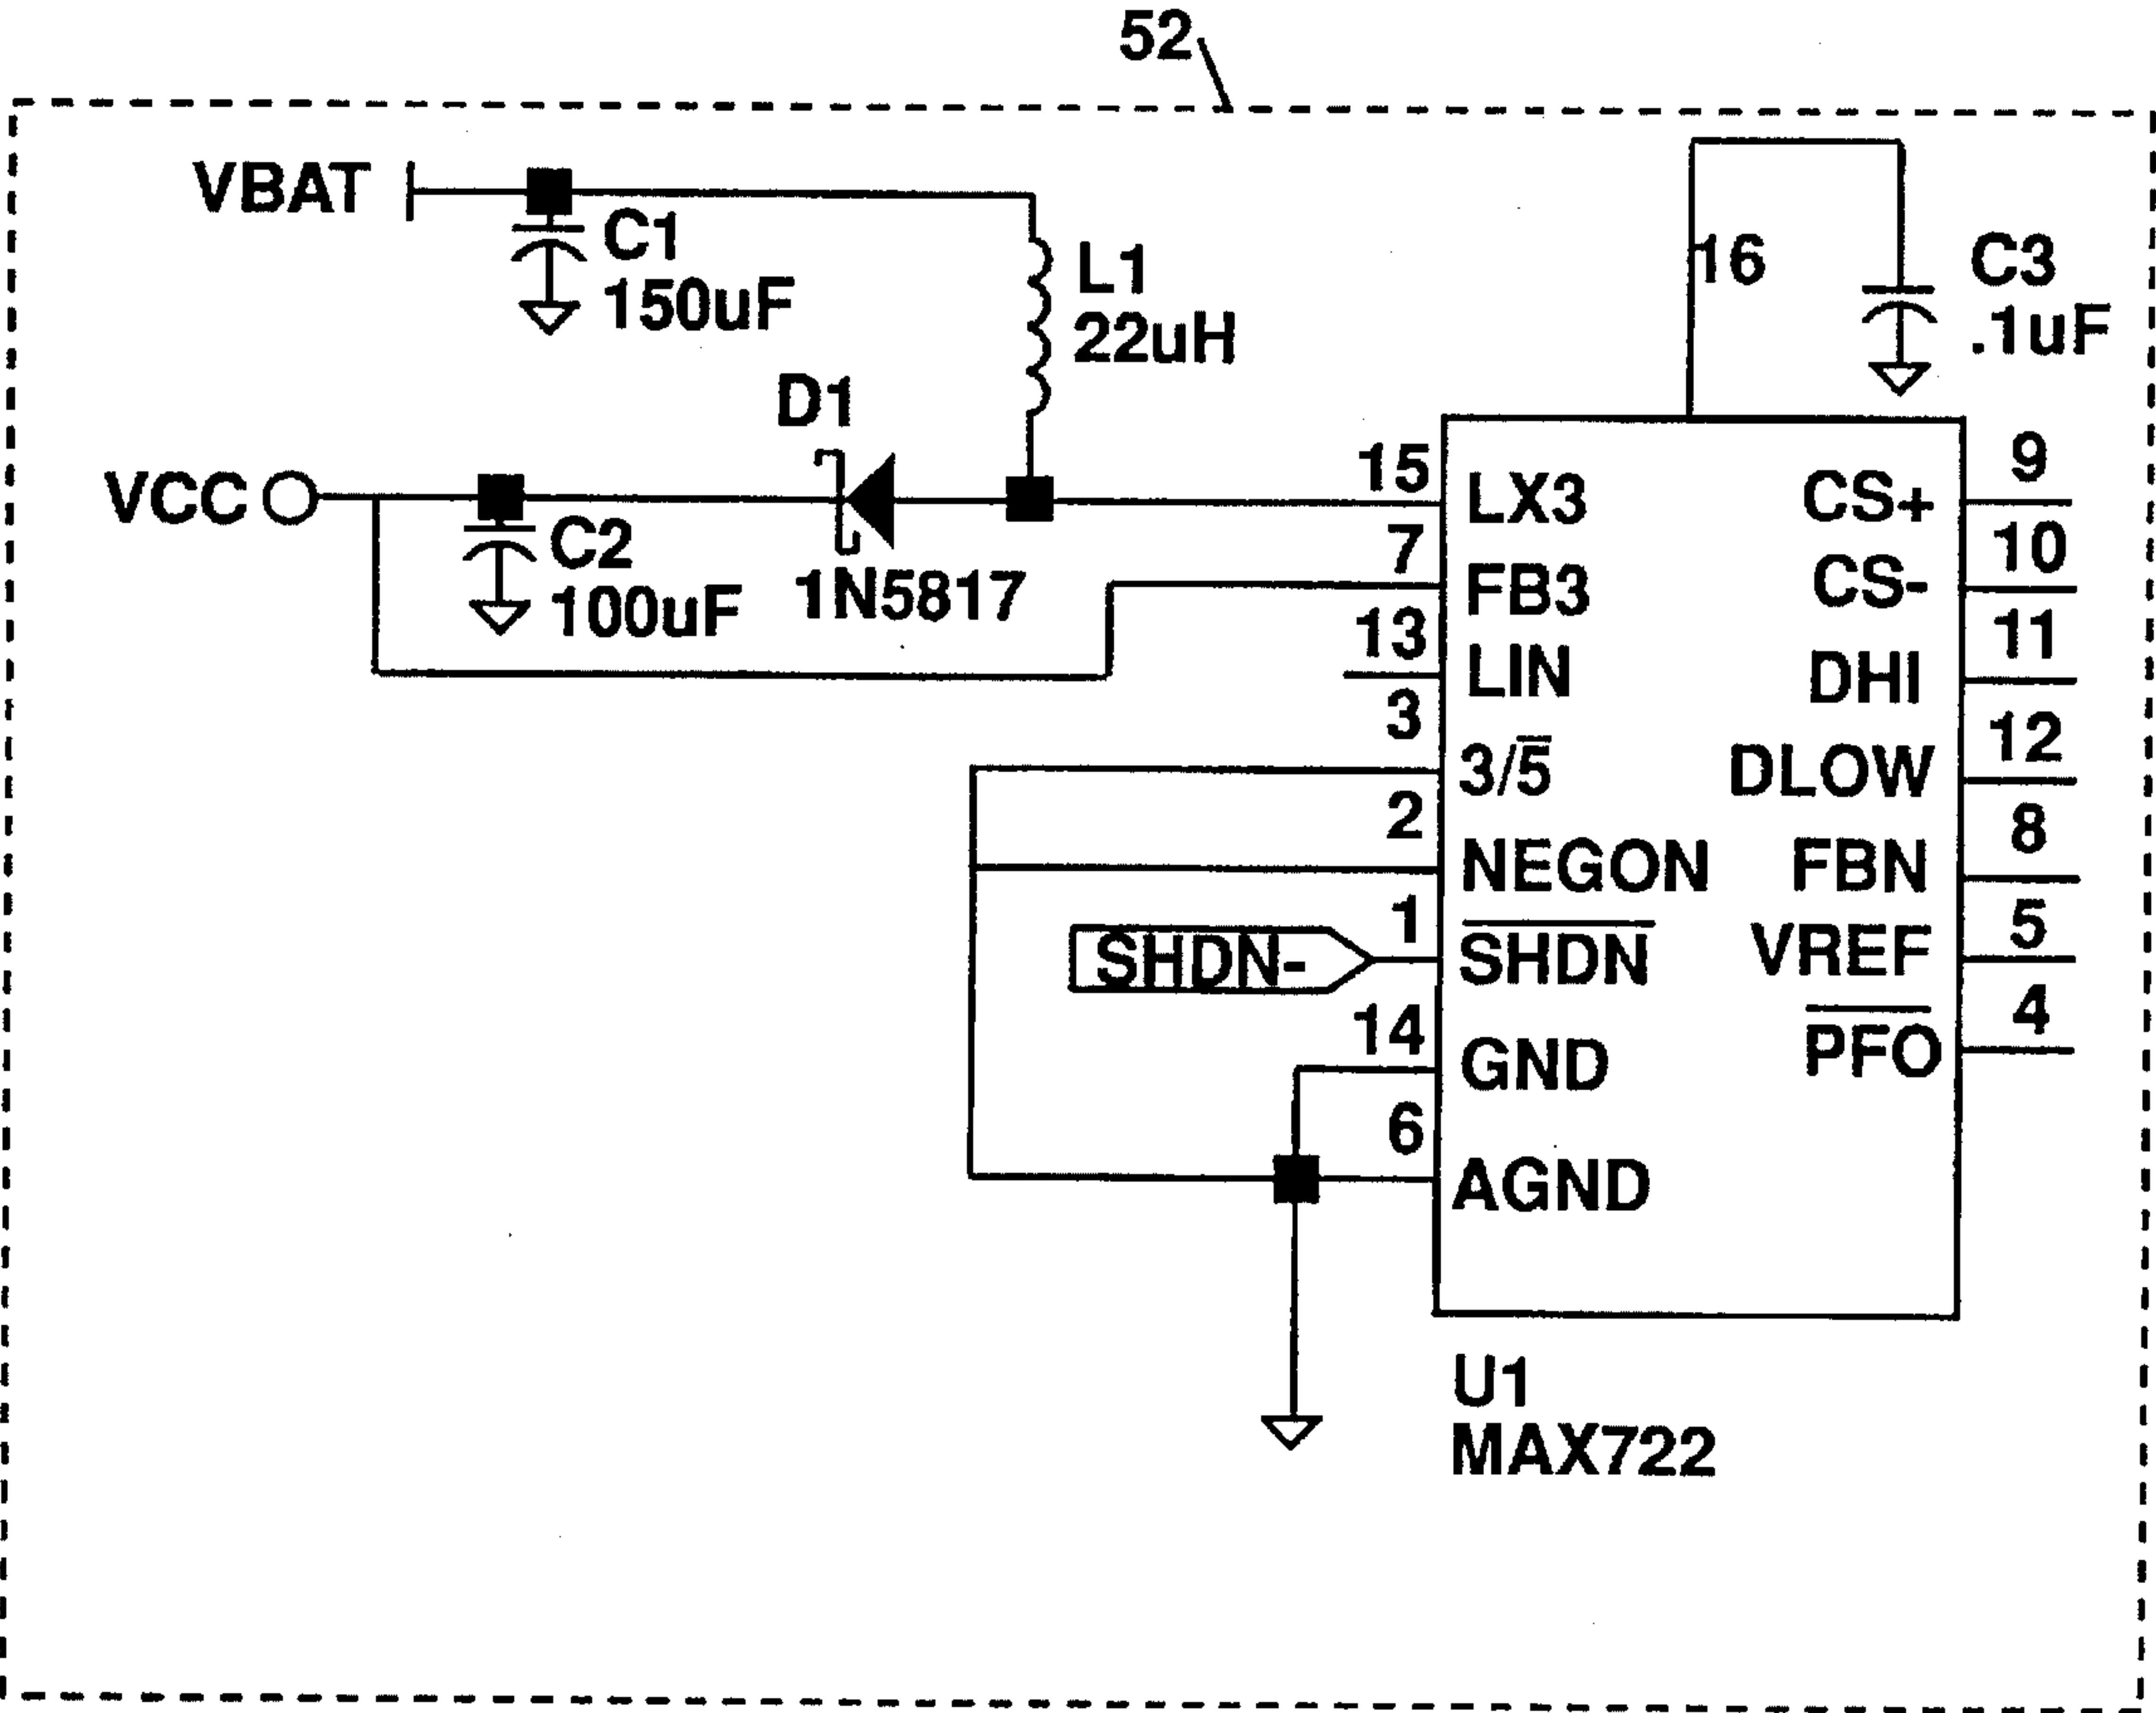 52
VBAT
C1
150uF
L1
22uH
16
C3
.1uF
D1
1N5817
VCC
C2
100uF
15
LX3
7
FB3
13
LIN
3
3/5̅
2
NEGON
SHDN-
1
S̅H̅D̅N̅
14
GND
6
AGND
CS+
9
CS-
10
DHI
11
DLOW
12
FBN
8
VREF
5
P̅F̅O̅
4
U1
MAX722